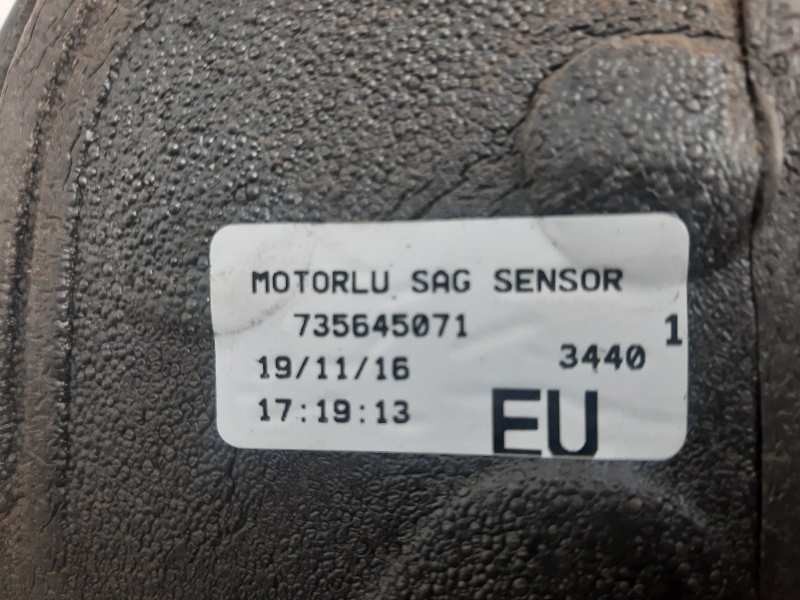 MOTORLU SAG SENSOR
735645071
1
19/11/16
3440
17:19:13
EU